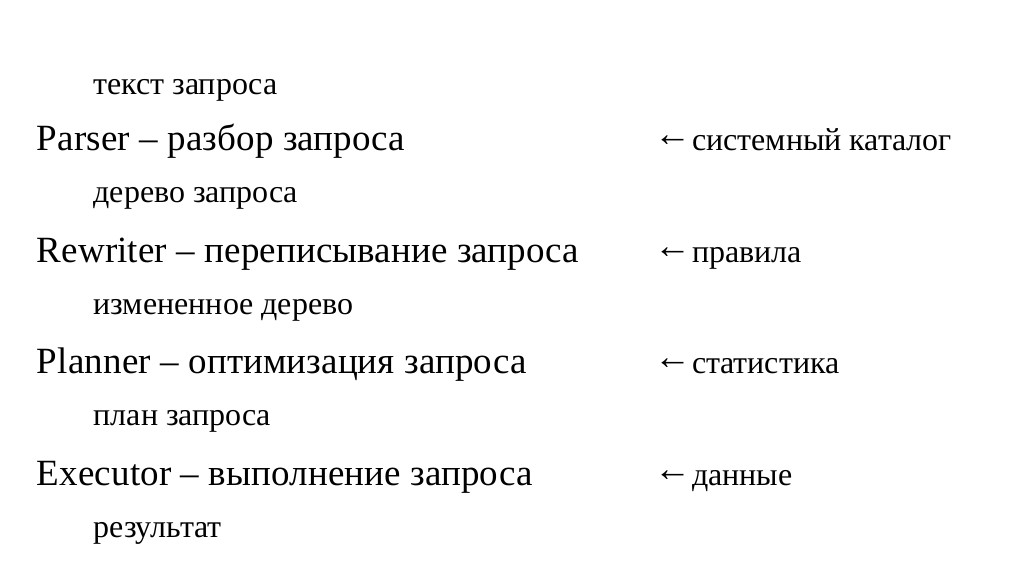 текст запроса
Parser – разбор запроса ← системный каталог
дерево запроса
Rewriter – переписывание запроса ← правила
измененное дерево
Planner – оптимизация запроса ← статистика
план запроса
Executor – выполнение запроса ← данные
результат